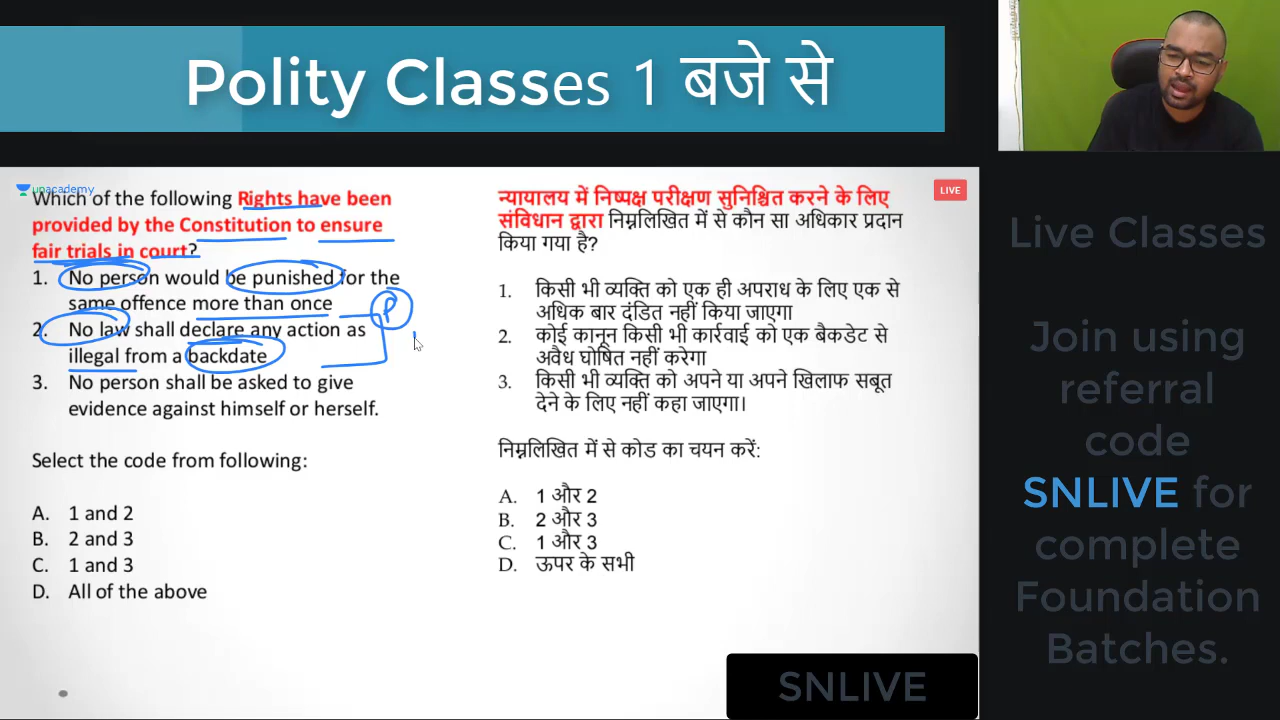 Polity Classes 1 बजे से
unacademy
Which of the following Rights have been
provided by the Constitution to ensure
fair trials in court?
1. No person would be punished for the
same offence more than once
2. No law shall declare any action as
illegal from a backdate
3. No person shall be asked to give
evidence against himself or herself.
Select the code from following:
A. 1 and 2
B. 2 and 3
C. 1 and 3
D. All of the above
P
न्यायालय में निष्पक्ष परीक्षण सुनिश्चित करने के लिए
संविधान द्वारा निम्नलिखित में से कौन सा अधिकार प्रदान
किया गया है?
1. किसी भी व्यक्ति को एक ही अपराध के लिए एक से
अधिक बार दंडित नहीं किया जाएगा
2. कोई कानून किसी भी कार्रवाई को एक बैकडेट से
अवैध घोषित नहीं करेगा
3. किसी भी व्यक्ति को अपने या अपने खिलाफ सबूत
देने के लिए नहीं कहा जाएगा।
निम्नलिखित में से कोड का चयन करें:
A. 1 और 2
B. 2 और 3
C. 1 और 3
D. ऊपर के सभी
LIVE
Live Classes
Join using
referral
code
SNLIVE for
complete
Foundation
Batches.
SNLIVE